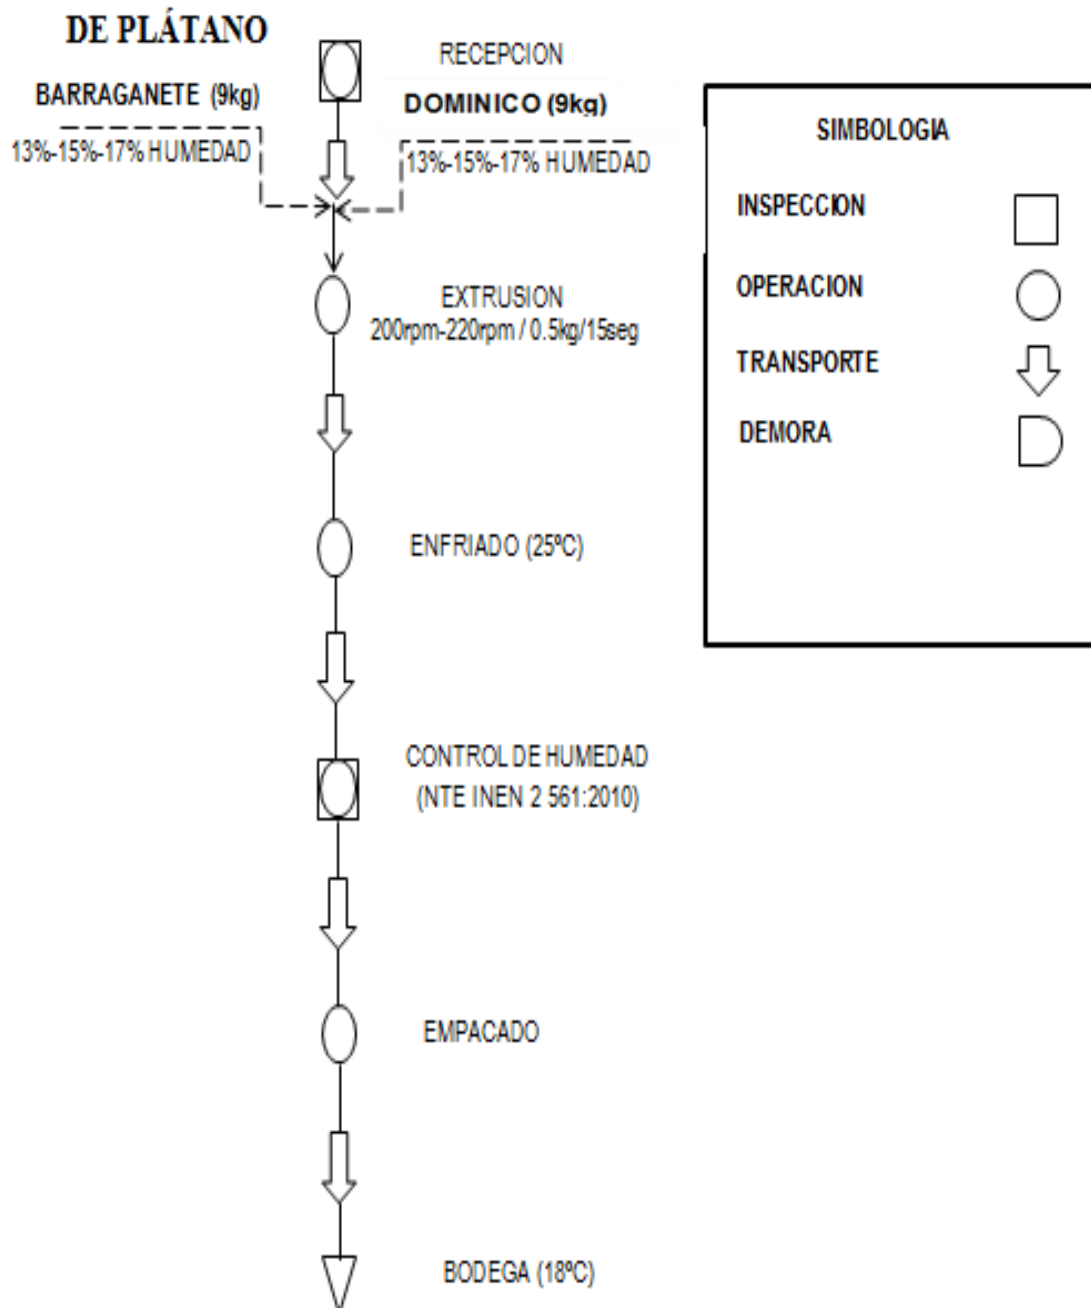 DE PLÁTANO
RECEPCION
BARRAGANETE (9kg)
DOMINICO (9kg)
13%-15%-17% HUMEDAD
13%-15%-17% HUMEDAD
EXTRUSION
200rpm-220rpm / 0.5kg/15seg
ENFRIADO (25ºC)
CONTROL DE HUMEDAD
(NTE INEN 2 561:2010)
EMPACADO
BODEGA (18ºC)
SIMBOLOGIA
INSPECCION
OPERACION
TRANSPORTE
DEMORA